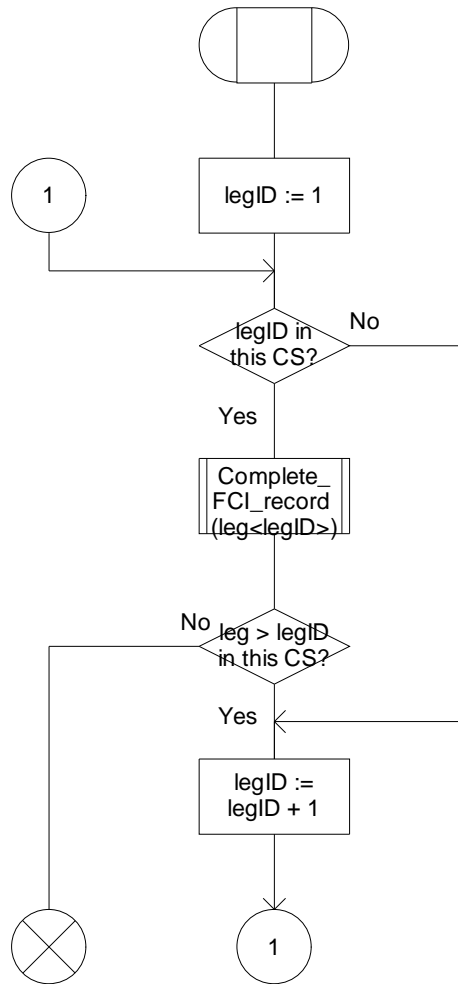 1
legID := 1
legID in
this CS?
No
Yes
Complete_
FCI_record
(leg<legID>)
No
leg > legID
in this CS?
Yes
legID :=
legID + 1
1